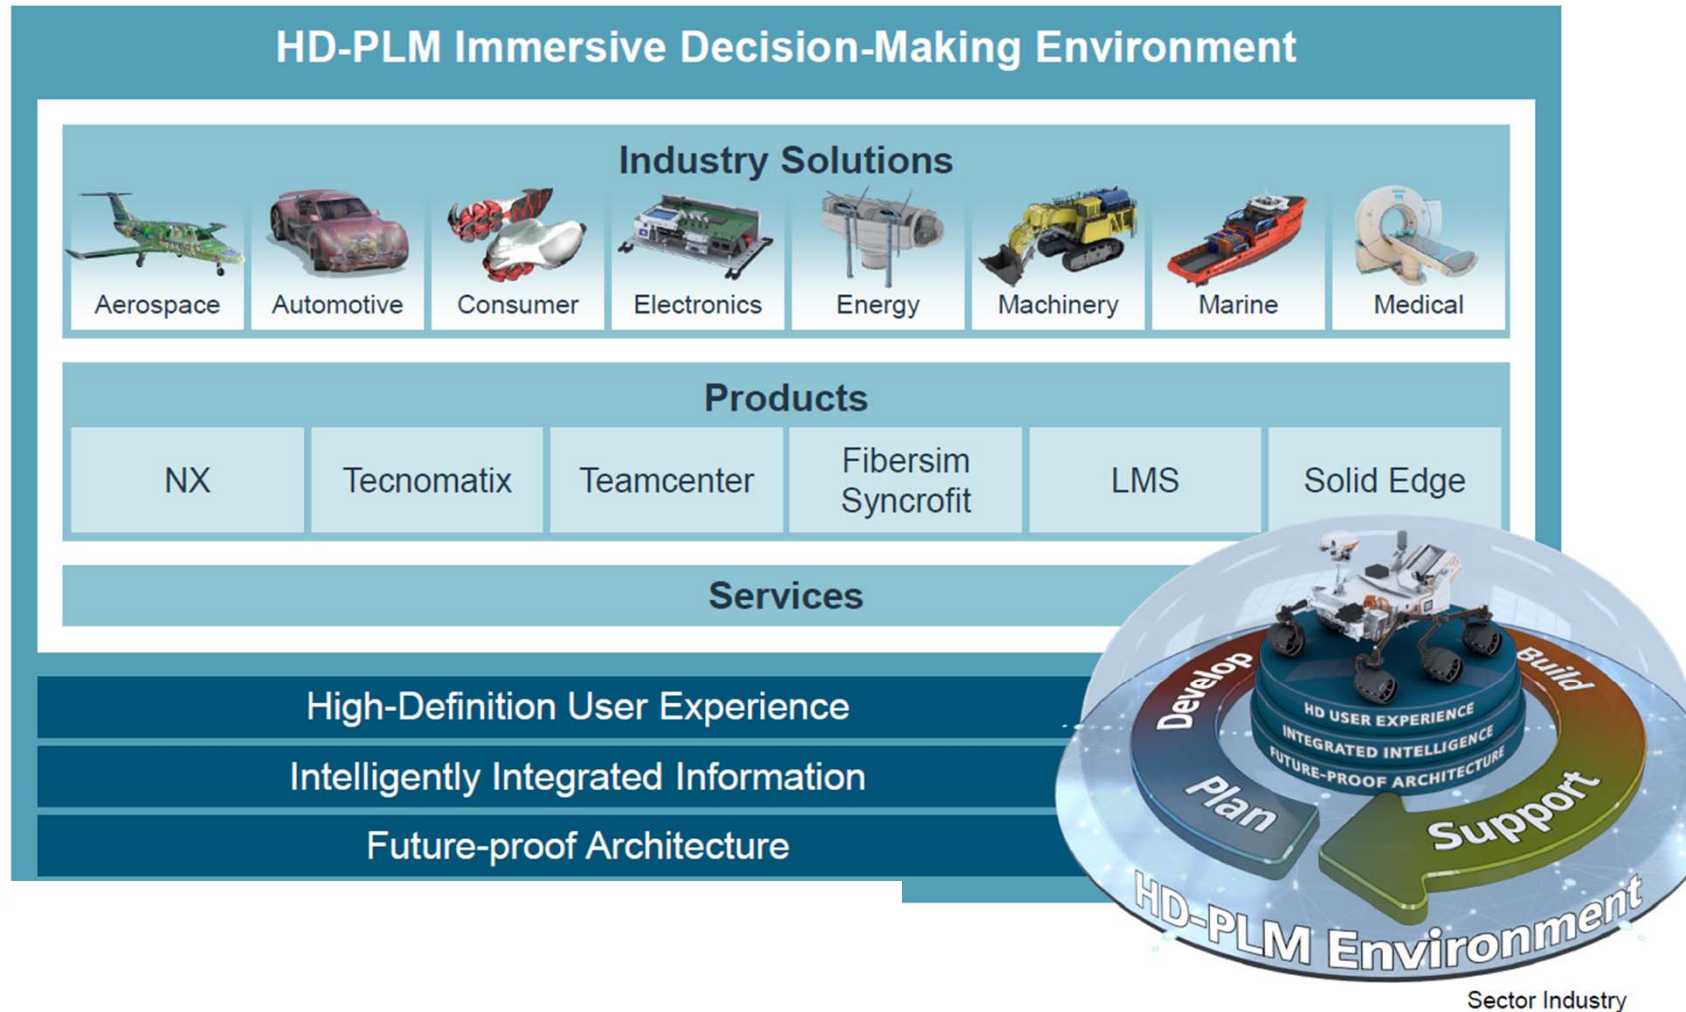 HD-PLM Immersive Decision-Making Environment
Industry Solutions
Aerospace
Automotive
Consumer
Electronics
Energy
Machinery
Marine
Medical
Products
NX
Tecnomatix
Teamcenter
Fibersim
Syncrofit
LMS
Solid Edge
Services
High-Definition User Experience
Intelligently Integrated Information
Future-proof Architecture
Develop
Build
HD USER EXPERIENCE
INTEGRATED INTELLIGENCE
FUTURE-PROOF ARCHITECTURE
Plan
Support
HD-PLM Environment
Sector Industry